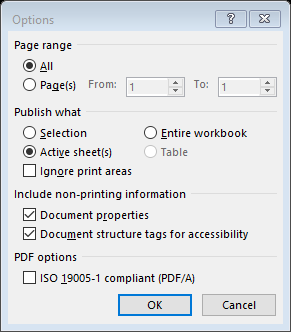 Options
Page range
All
Page(s) From: 1 To: 1
Publish what
Selection Entire workbook
Active sheet(s) Table
Ignore print areas
Include non-printing information
Document properties
Document structure tags for accessibility
PDF options
ISO 19005-1 compliant (PDF/A)
OK Cancel